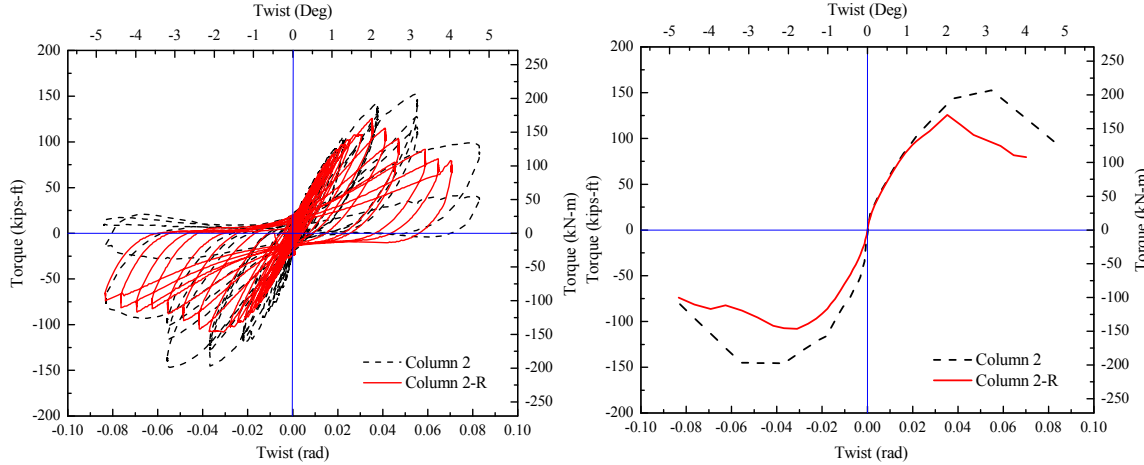 Twist (Deg)
-5 -4 -3 -2 -1 0 1 2 3 4 5
200
150
100
50
0
-50
-100
-150
-200
Torque (kips-ft)
250
200
150
100
50
0
-50
-100
-150
-200
-250
Torque (kN-m)
Column 2
Column 2-R
-0.10 -0.08 -0.06 -0.04 -0.02 0.00 0.02 0.04 0.06 0.08 0.10
Twist (rad)
Twist (Deg)
-5 -4 -3 -2 -1 0 1 2 3 4 5
200
150
100
50
0
-50
-100
-150
-200
Torque (kips-ft)
250
200
150
100
50
0
-50
-100
-150
-200
-250
Torque (kN-m)
Column 2
Column 2-R
-0.10 -0.08 -0.06 -0.04 -0.02 0.00 0.02 0.04 0.06 0.08 0.10
Twist (rad)